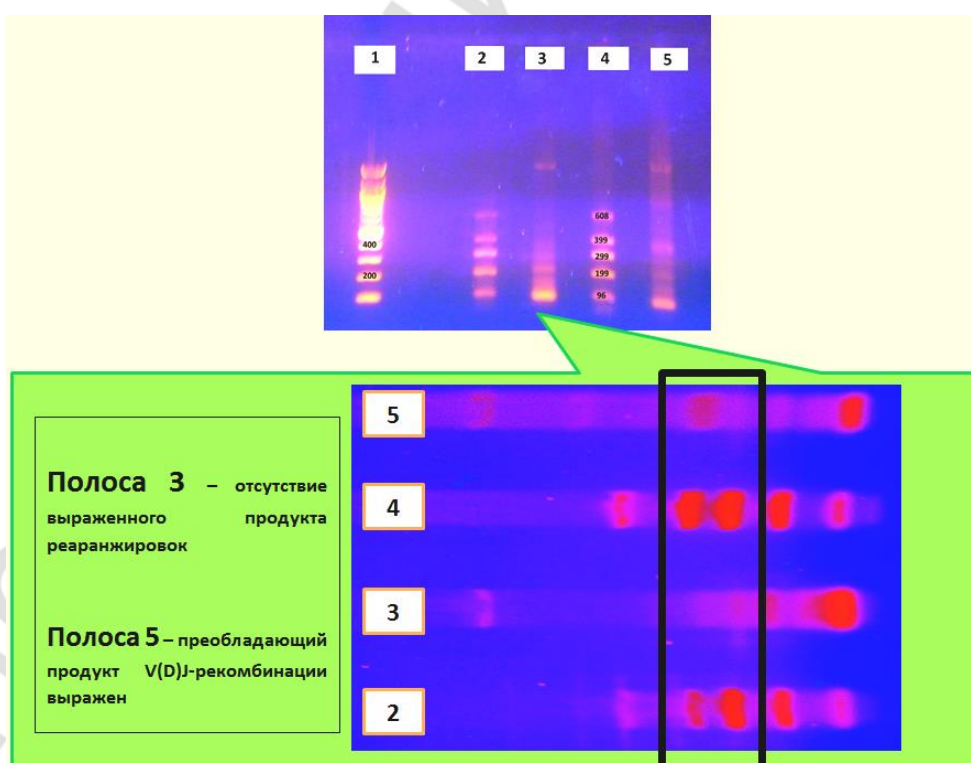 1 2 3 4 5
608
400 399
299
200 199
96
5
4
3
2
Полоса 3 – отсутствие
выраженного продукта
реаранжировок
Полоса 5 – преобладающий
продукт V(D)J-рекомбинации
выражен